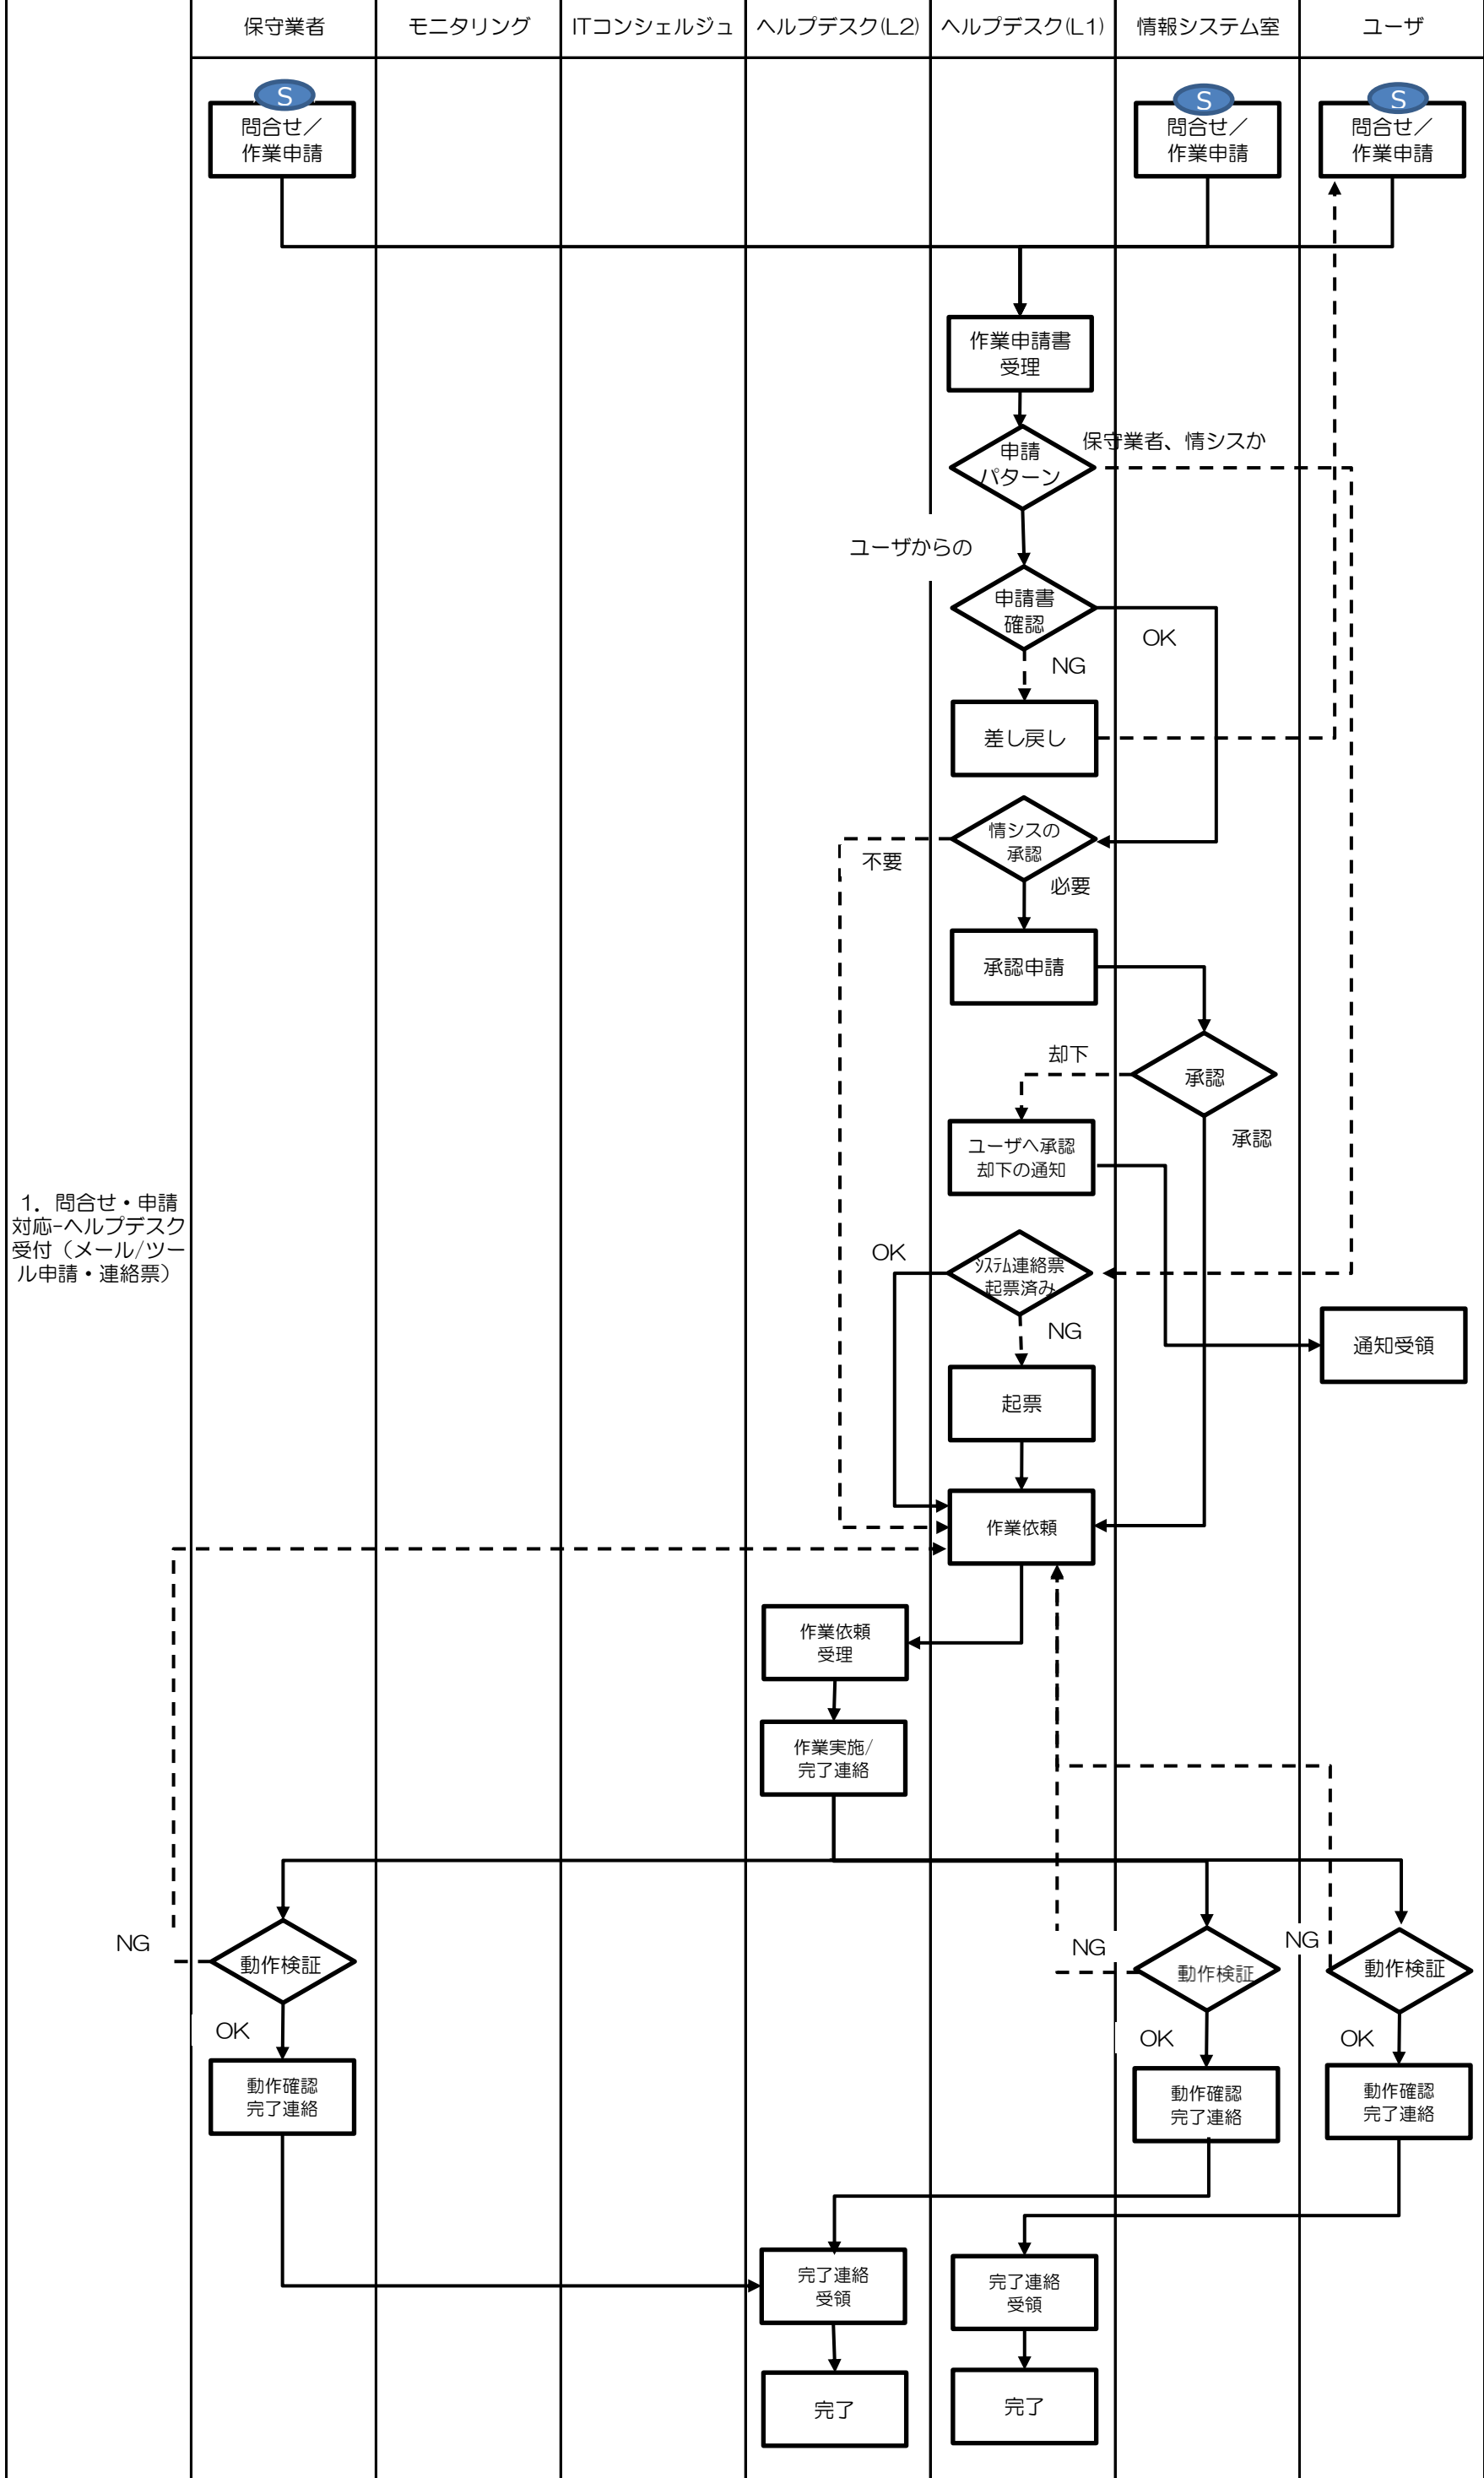 保守業者
モニタリング
ITコンシェルジュ
ヘルプデスク(L2)
ヘルプデスク(L1)
情報システム室
ユーザ
S
問合せ／
作業申請
S
問合せ／
作業申請
S
問合せ／
作業申請
作業申請書
受理
申請
パターン
保守業者、情シスか
ユーザからの
申請書
確認
OK
NG
差し戻し
情シスの
承認
不要
必要
承認申請
却下
承認
承認
ユーザへ承認
却下の通知
1．問合せ・申請
対応-ヘルプデスク
受付（メール/ツー
ル申請・連絡票）
OK
システム連絡票
起票済み
NG
通知受領
起票
作業依頼
作業依頼
受理
作業実施/
完了連絡
NG
動作検証
NG
動作検証
NG
動作検証
OK
OK
OK
動作確認
完了連絡
動作確認
完了連絡
動作確認
完了連絡
完了連絡
受領
完了連絡
受領
完了
完了